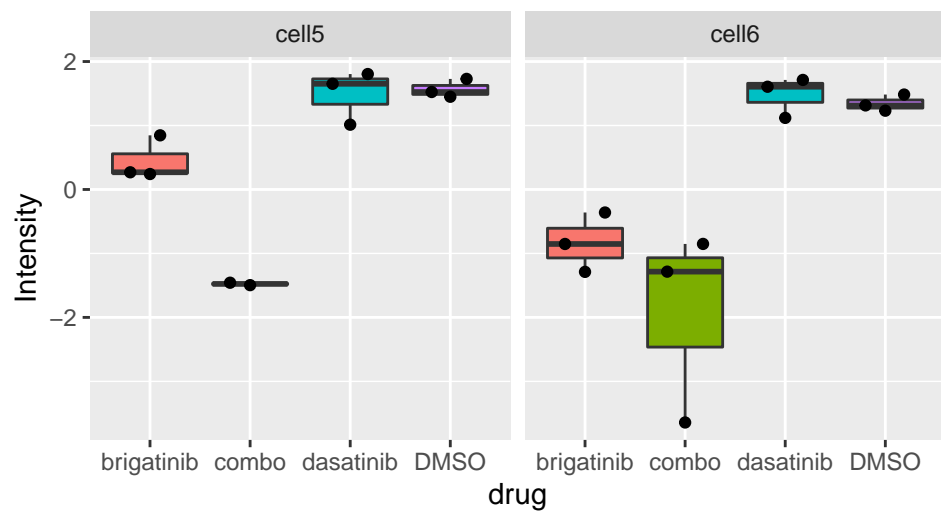 cell5
cell6
2
0
−2
Intensity
brigatinib combo dasatinib DMSO
brigatinib combo dasatinib DMSO
drug